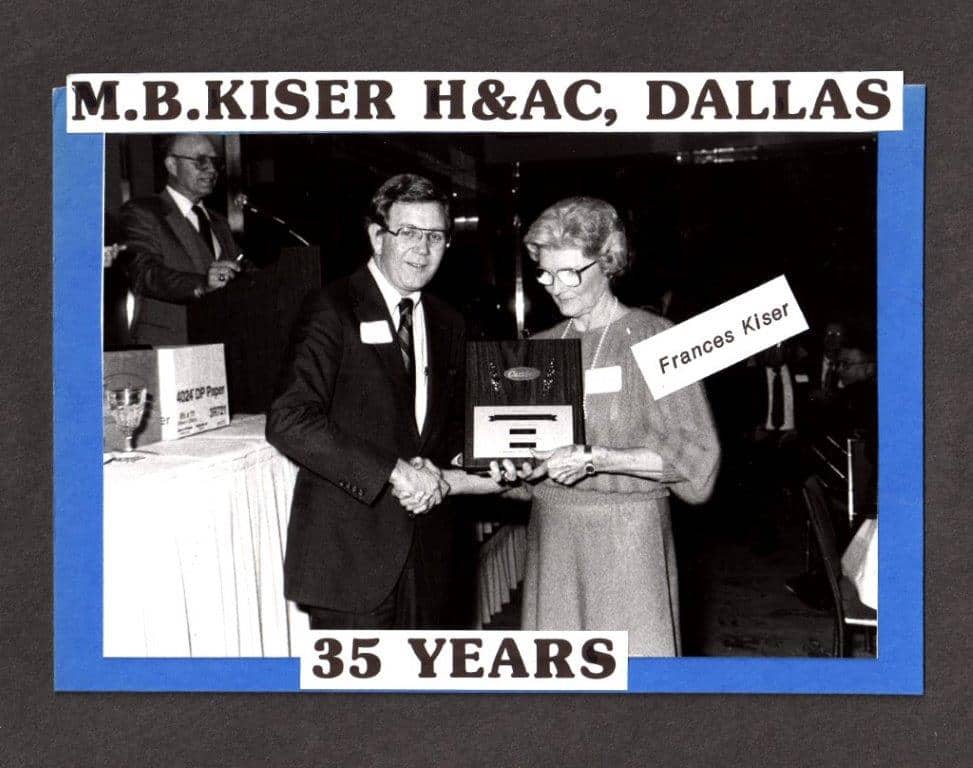 M.B.KISER H&AC, DALLAS
Frances Kiser
4024 DP Paper
35 YEARS